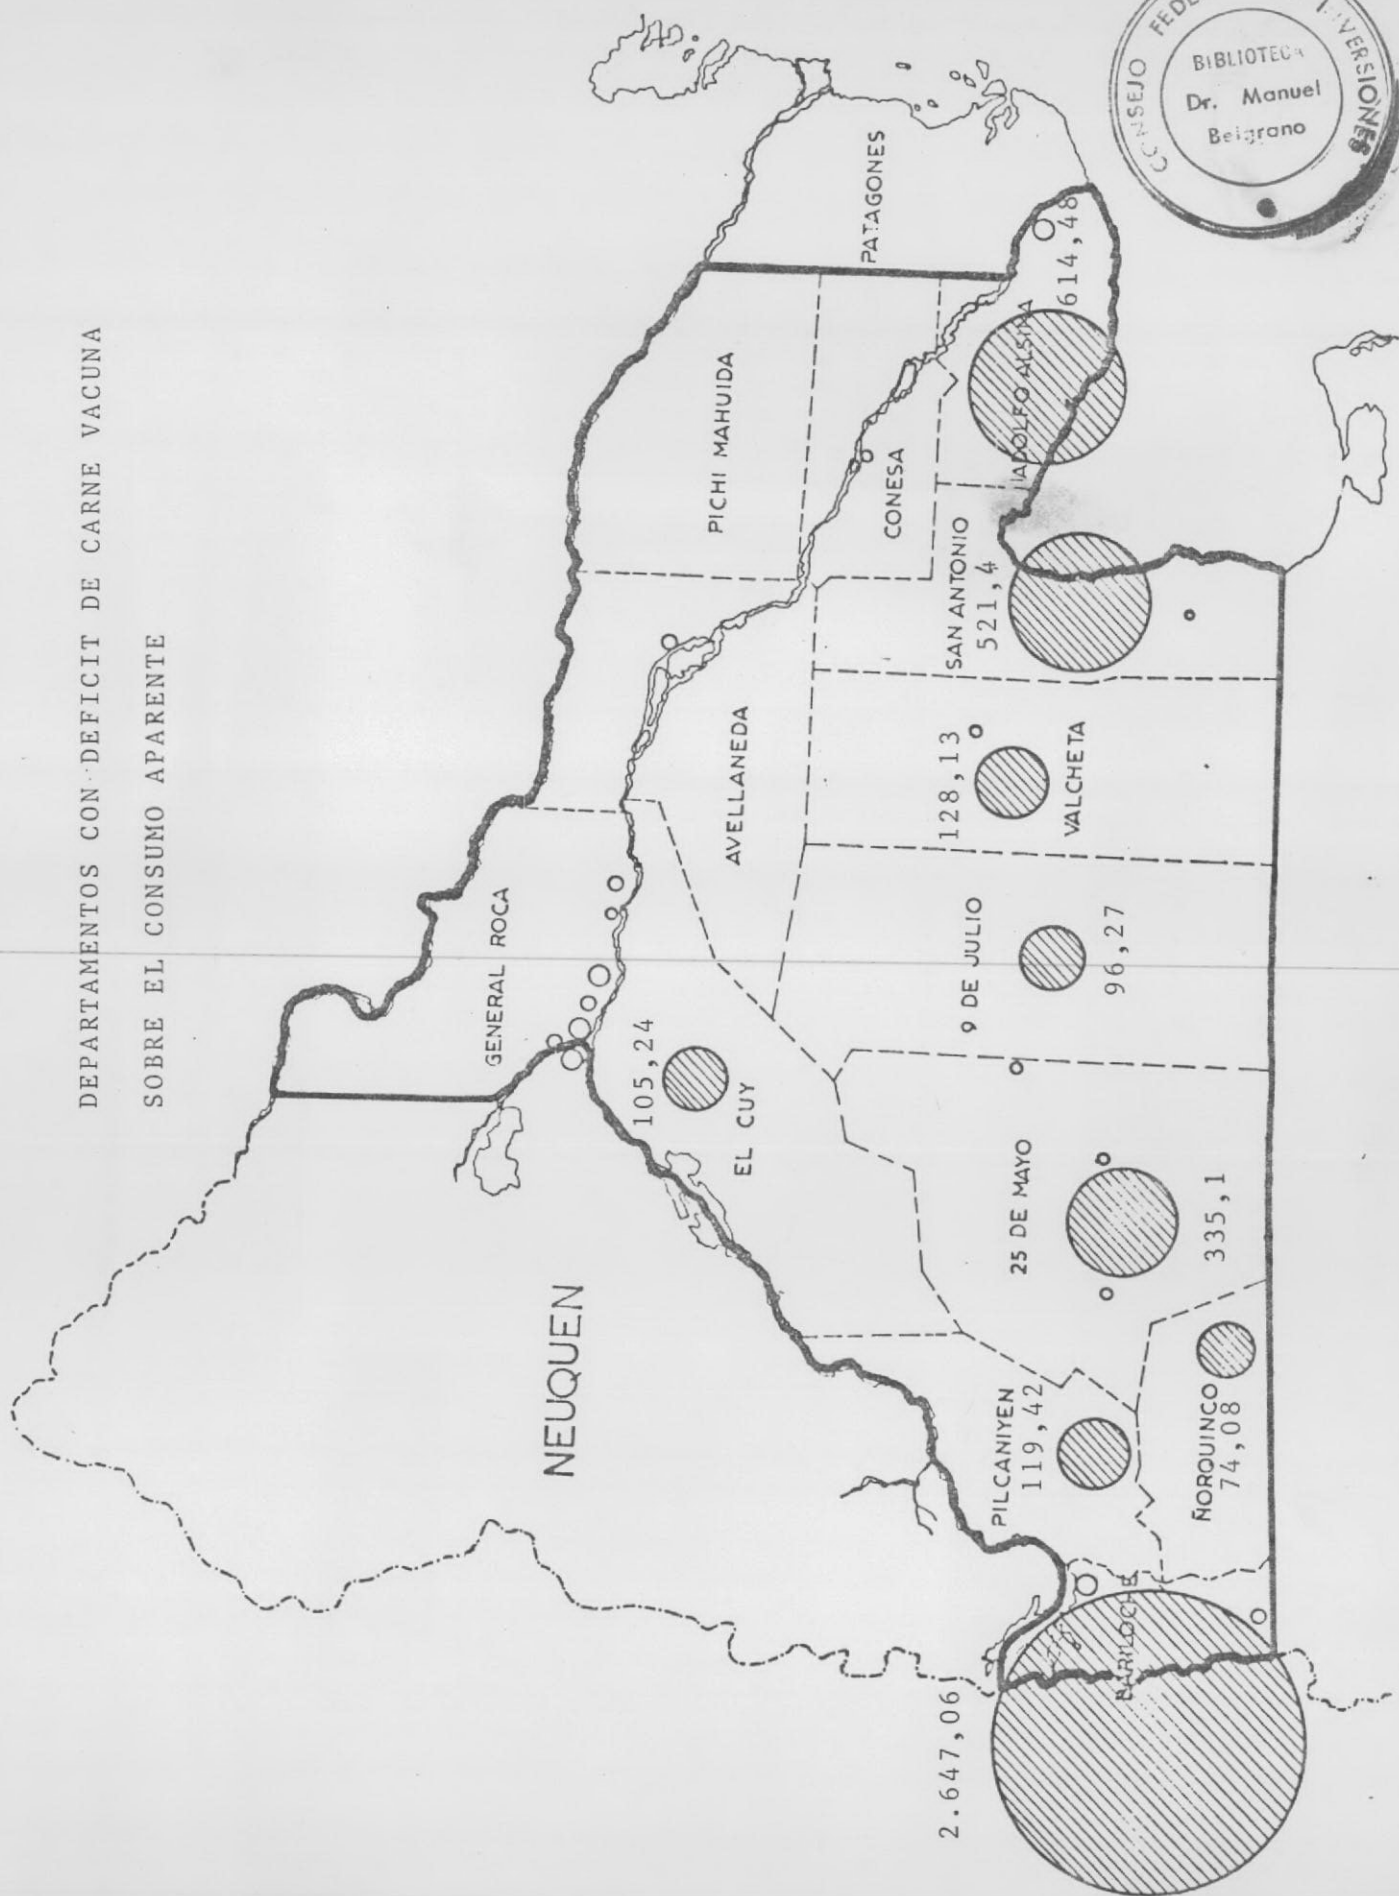 DEPARTAMENTOS CON DEFICIT DE CARNE VACUNA
SOBRE EL CONSUMO APARENTE
NEUQUEN
GENERAL ROCA
105,24
EL CUY
AVELLANEDA
PICHI MAHUIDA
PATAGONES
CONESA
ADOLFO ALSINA
614,48
SAN ANTONIO
521,4
128,13
VALCHETA
9 DE JULIO
96,27
25 DE MAYO
335,1
PILCANIYEN
119,42
ÑORQUINCO
74,08
2.647,06
BARILOCHE
CONSEJO
BIBLIOTECA
Dr. Manuel
Belgrano